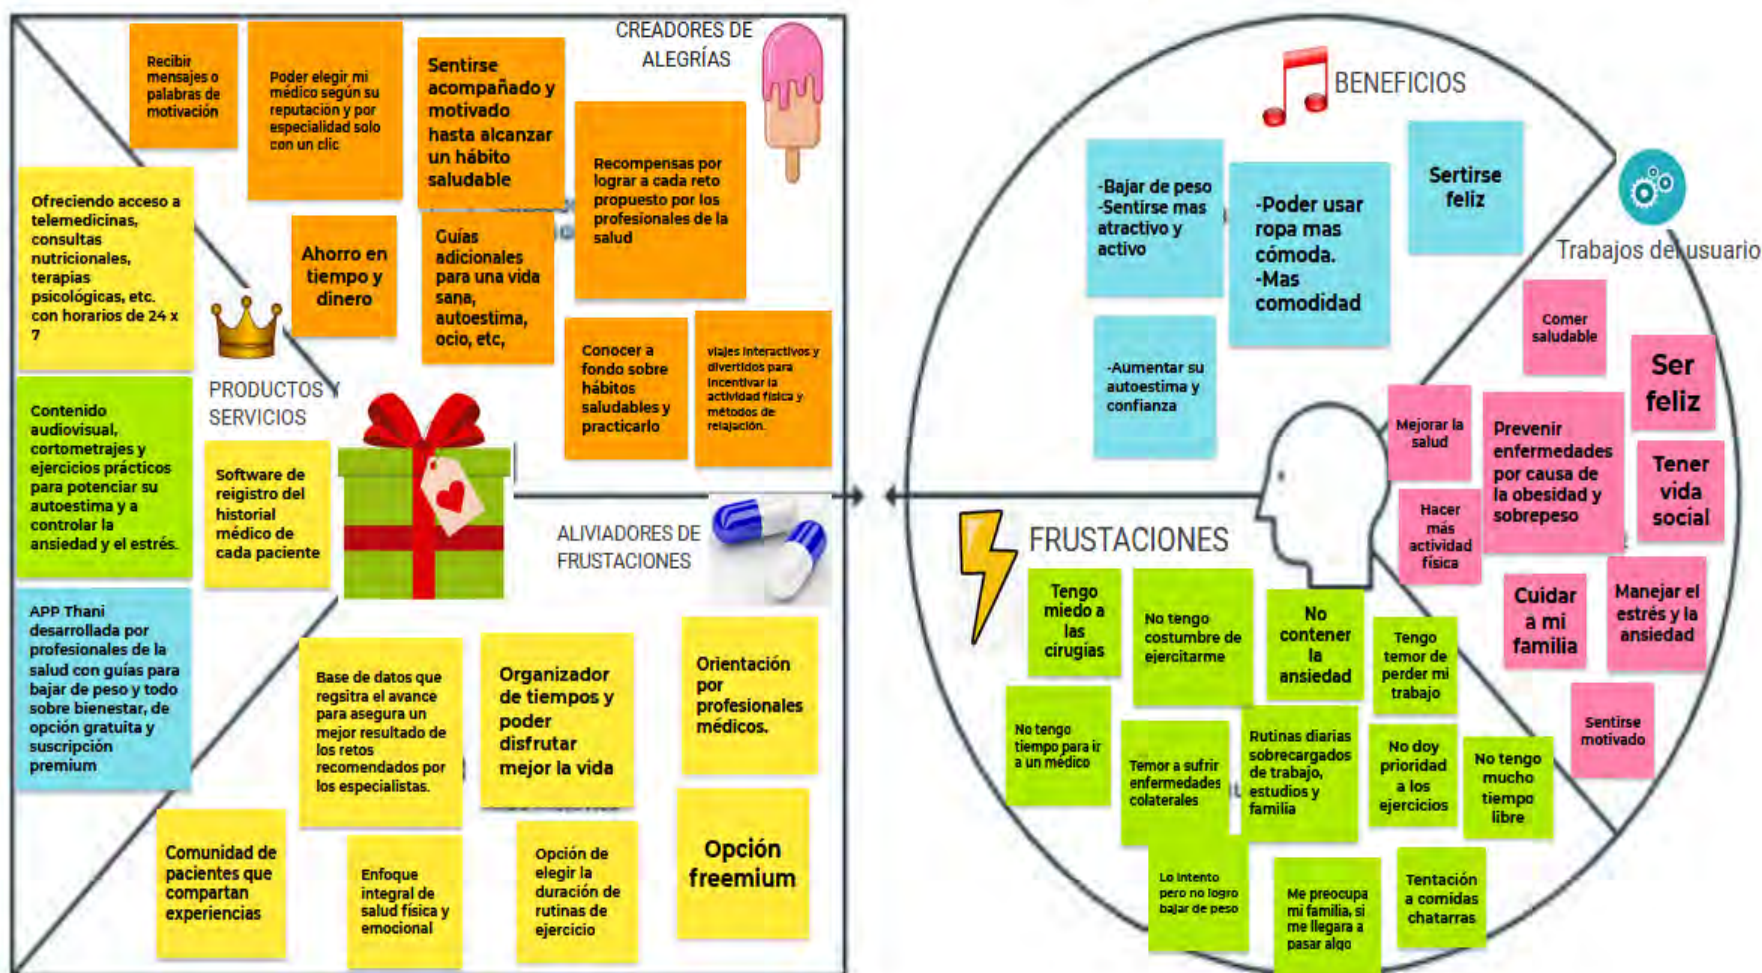 CREADORES DE
ALEGRÍAS
Recibir
mensajes o
palabras de
motivación
Poder elegir mi
médico según su
reputación y por
especialidad solo
con un clic
Sentirse
acompañado y
motivado
hasta alcanzar
un hábito
saludable
Recompensas por
lograr a cada reto
propuesto por los
profesionales de la
salud
Ahorro en
tiempo y
dinero
Guías
adicionales
para una vida
sana,
autoestima,
ocio, etc,
Conocer a
fondo sobre
hábitos
saludables y
practicarlo
viajes interactivos y
divertidos para
incentivar la
actividad física y
métodos de
relajación.
Ofreciendo acceso a
telemedicinas,
consultas
nutricionales,
terapias
psicológicas, etc.
con horarios de 24 x
7
PRODUCTOS Y
SERVICIOS
Contenido
audiovisual,
cortometrajes y
ejercicios prácticos
para potenciar su
autoestima y a
controlar la
ansiedad y el estrés.
Software de
reigistro del
historial
médico de
cada paciente
APP Thani
desarrollada por
profesionales de la
salud con guías para
bajar de peso y todo
sobre bienestar, de
opción gratuita y
suscripción
premium
ALIVIADORES DE
FRUSTACIONES
Base de datos que
regsitra el avance
para asegura un
mejor resultado de
los retos
recomendados por
los especialistas.
Organizador
de tiempos y
poder
disfrutar
mejor la vida
Orientación
por
profesionales
médicos.
Comunidad de
pacientes que
compartan
experiencias
Enfoque
integral de
salud física y
emocional
Opción de
elegir la
duración de
rutinas de
ejercicio
Opción
freemium
BENEFICIOS
-Bajar de peso
-Sentirse mas
atractivo y
activo
-Poder usar
ropa mas
cómoda.
-Mas
comodidad
Sertirse
feliz
-Aumentar su
autoestima y
confianza
Trabajos del usuario
Comer
saludable
Ser
feliz
Mejorar la
salud
Prevenir
enfermedades
por causa de
la obesidad y
sobrepeso
Tener
vida
social
Hacer
más
actividad
física
Cuidar
a mi
familia
Manejar el
estrés y la
ansiedad
Sentirse
motivado
FRUSTACIONES
Tengo
miedo a
las
cirugías
No tengo
costumbre de
ejercitarme
No
contener
la
ansiedad
Tengo
temor de
perder mi
trabajo
No tengo
tiempo para ir
a un médico
Temor a sufrir
enfermedades
colaterales
Rutinas diarias
sobrecargados
de trabajo,
estudios y
familia
No doy
prioridad
a los
ejercicios
No tengo
mucho
tiempo
libre
Lo intento
pero no logro
bajar de peso
Me preocupa
mi familia, si
me llegara a
pasar algo
Tentación
a comidas
chatarras